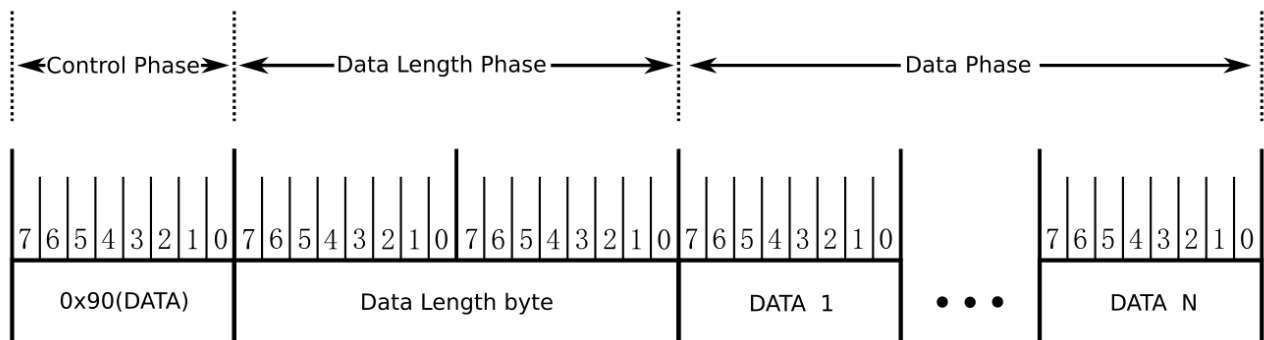 Control Phase Data Length Phase Data Phase
7 6 5 4 3 2 1 0 7 6 5 4 3 2 1 0 7 6 5 4 3 2 1 0 7 6 5 4 3 2 1 0 7 6 5 4 3 2 1 0
0x90(DATA) Data Length byte DATA 1 ● ● ● DATA N